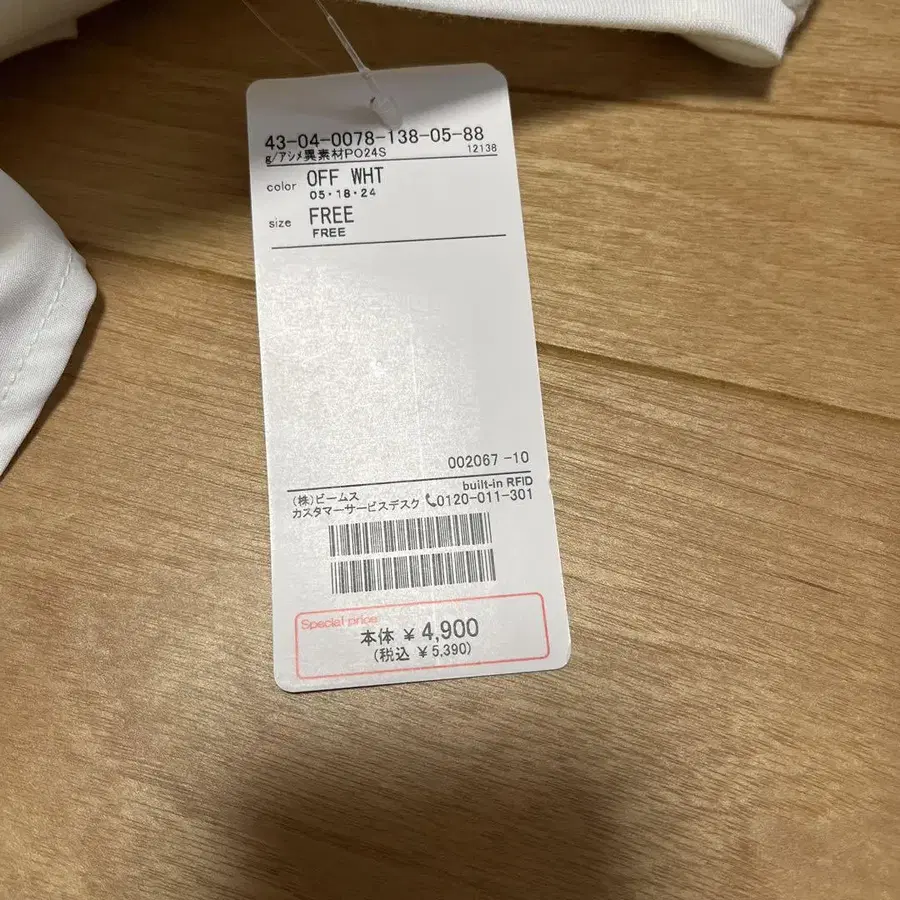 43-04-0078-138-05-88
g/アシメ異素材PO24S 12138
color OFF WHT
05・18・24
size FREE
FREE
002067 -10
built-in RFID
(株)ビームス
カスタマーサービスデスク 0120-011-301
Special price
本体 ¥ 4,900
(税込 ¥ 5,390)